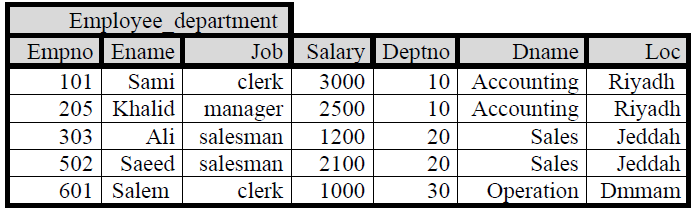 Employee_department
Empno Ename Job Salary Deptno Dname Loc
101 Sami clerk 3000 10 Accounting Riyadh
205 Khalid manager 2500 10 Accounting Riyadh
303 Ali salesman 1200 20 Sales Jeddah
502 Saeed salesman 2100 20 Sales Jeddah
601 Salem clerk 1000 30 Operation Dmmam